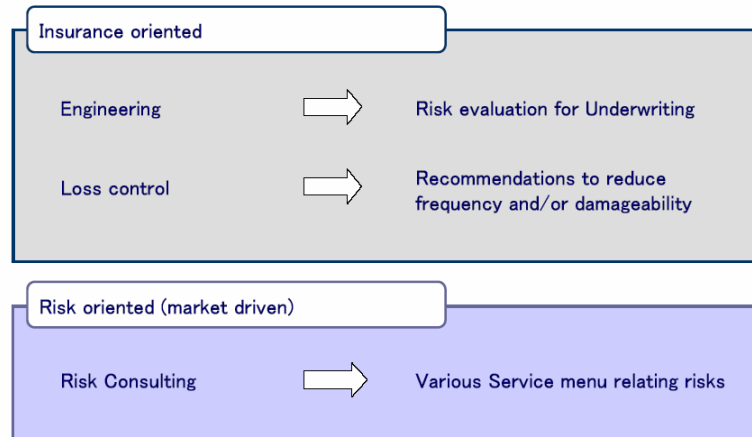 Insurance oriented
Engineering
Risk evaluation for Underwriting
Loss control
Recommendations to reduce
frequency and/or damageability
Risk oriented (market driven)
Risk Consulting
Various Service menu relating risks